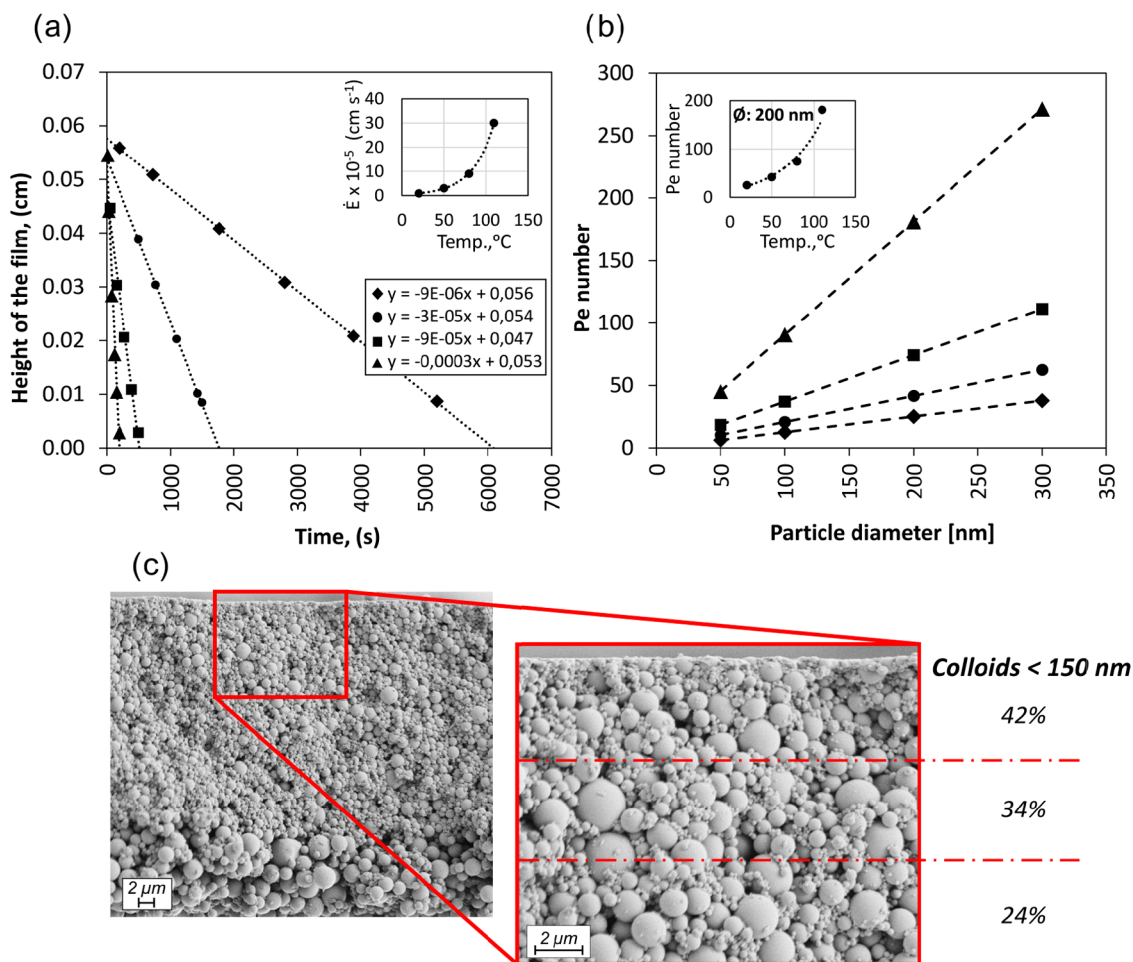 (a)
0.07
0.06
0.05
0.04
0.03
0.02
0.01
0.00
Height of the film, (cm)
0
1000
2000
3000
4000
5000
6000
7000
Time, (s)
Ė x 10⁻⁵ (cm s⁻¹)
40
30
20
10
0
0 50 100 150
Temp.,°C
y = -9E-06x + 0,056
y = -3E-05x + 0,054
y = -9E-05x + 0,047
y = -0,0003x + 0,053
(b)
300
250
200
150
100
50
0
Pe number
0
50
100
150
200
250
300
350
Particle diameter [nm]
Ø: 200 nm
Pe number
200
100
0
0 50 100 150
Temp.,°C
(c)
2 µm
2 µm
Colloids < 150 nm
42%
34%
24%